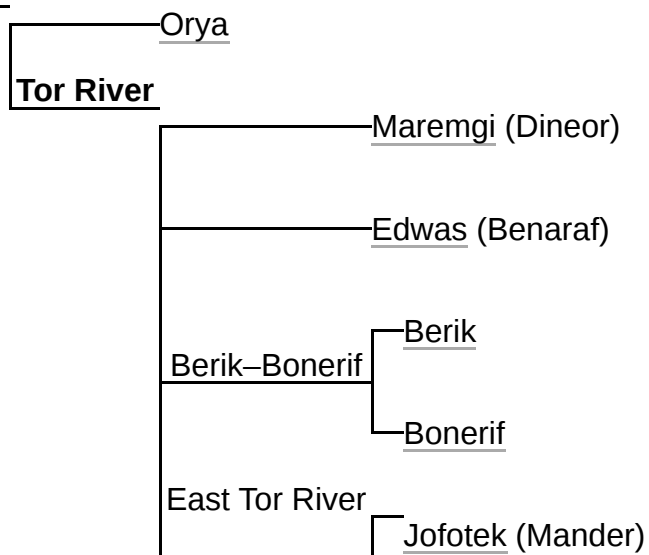 Orya
Tor River
Maremgi (Dineor)
Edwas (Benaraf)
Berik
Berik–Bonerif
Bonerif
East Tor River
Jofotek (Mander)